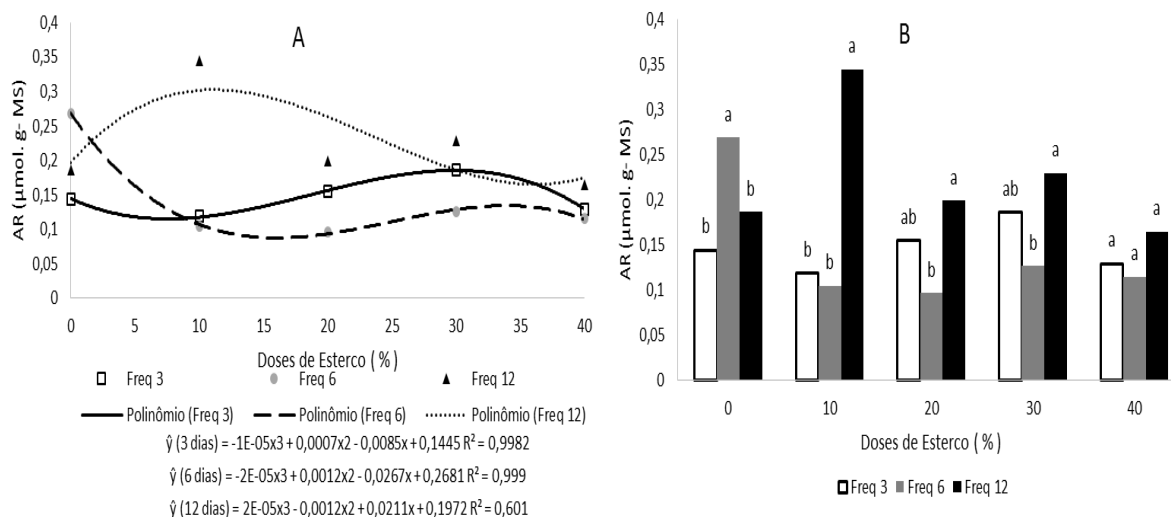 A
AR (µmol. g- MS)
0,4
0,35
0,3
0,25
0,2
0,15
0,1
0,05
0
0 5 10 15 20 25 30 35 40
Doses de Esterco ( % )
Freq 3 Freq 6 Freq 12
Polinômio (Freq 3) Polinômio (Freq 6) Polinômio (Freq 12)
ŷ (3 dias) = -1E-05x3 + 0,0007x2 - 0,0085x + 0,1445 R² = 0,9982
ŷ (6 dias) = -2E-05x3 + 0,0012x2 - 0,0267x + 0,2681 R² = 0,999
ŷ (12 dias) = 2E-05x3 - 0,0012x2 + 0,0211x + 0,1972 R² = 0,601
B
AR (µmol. g- MS)
0,4
0,35
0,3
0,25
0,2
0,15
0,1
0,05
0
b a b
b b a
ab b a
ab b a
a a a
0 10 20 30 40
Doses de Esterco ( % )
Freq 3 Freq 6 Freq 12